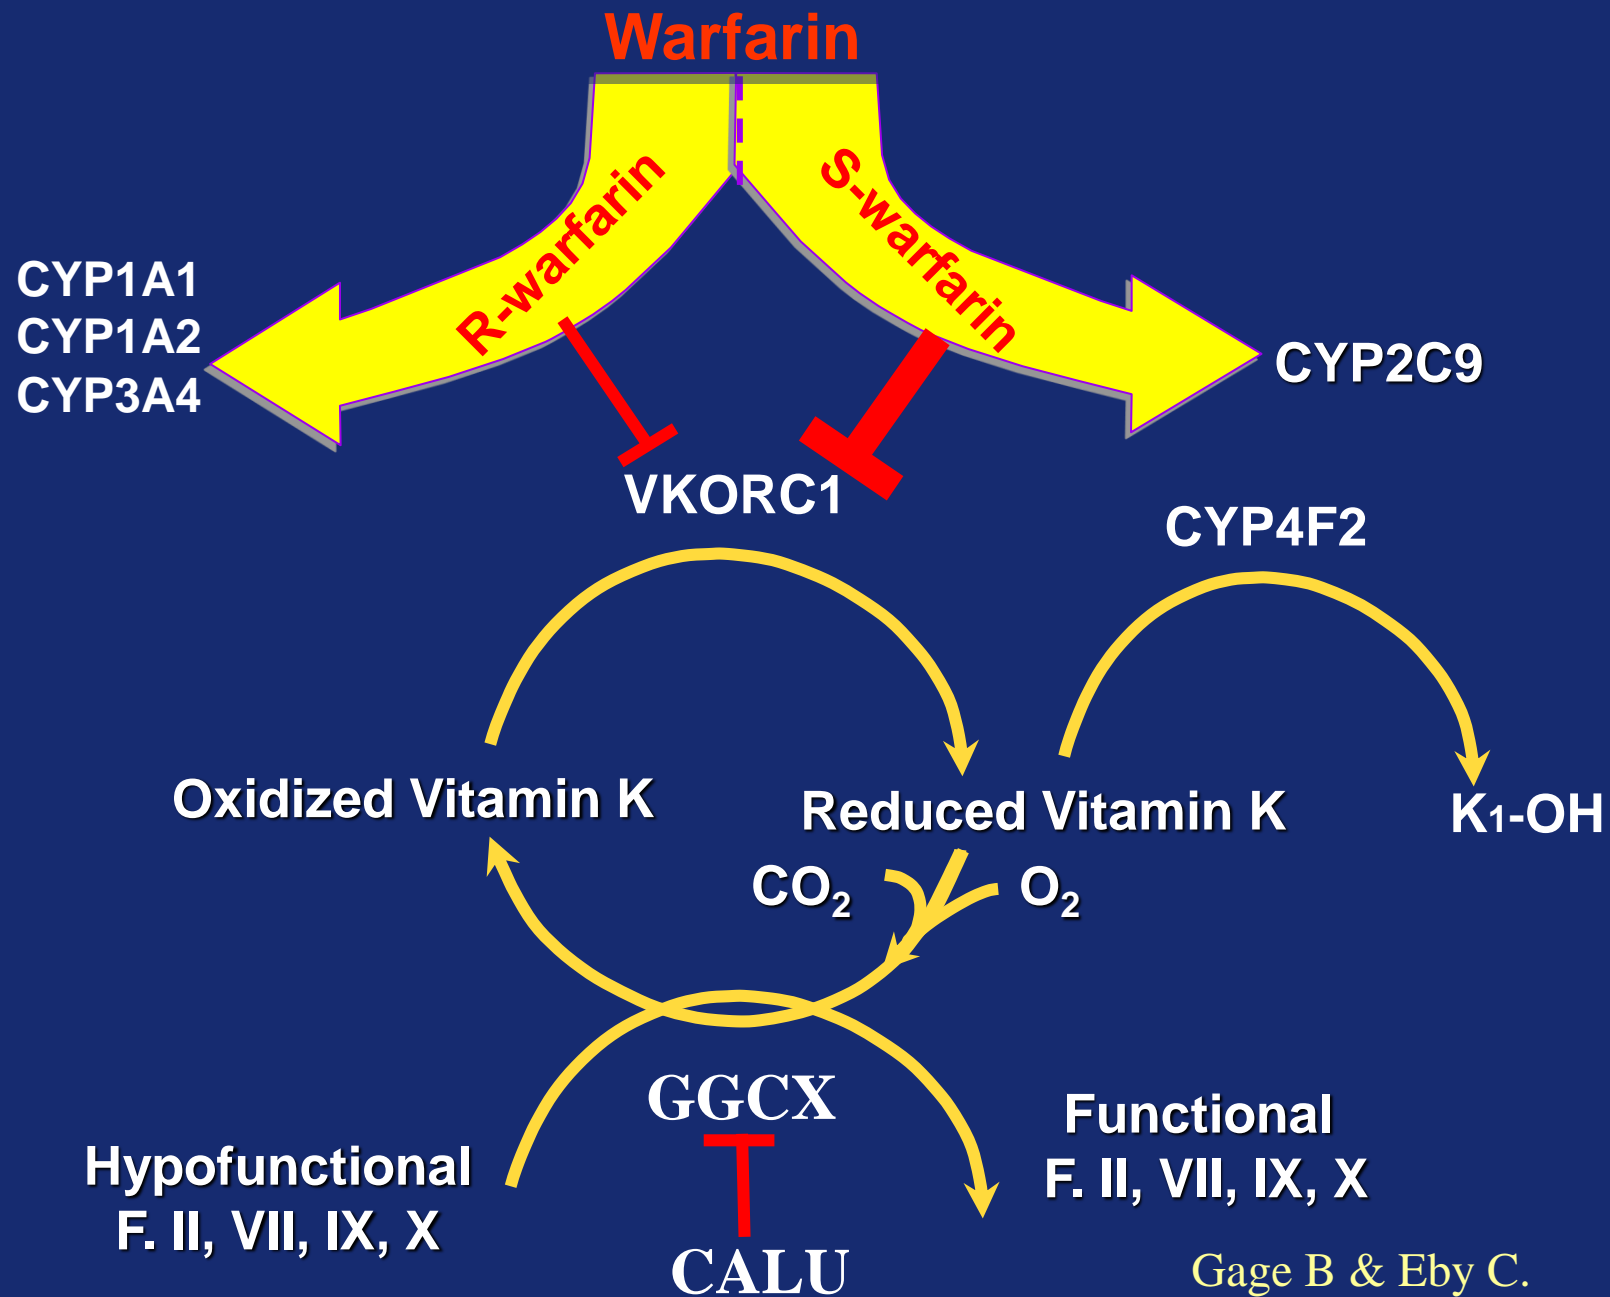 Warfarin
R-warfarin
S-warfarin
CYP1A1
CYP1A2
CYP3A4
CYP2C9
VKORC1
CYP4F2
Oxidized Vitamin K
Reduced Vitamin K
K1-OH
CO2
O2
GGCX
Hypofunctional
F. II, VII, IX, X
Functional
F. II, VII, IX, X
CALU
Gage B & Eby C.